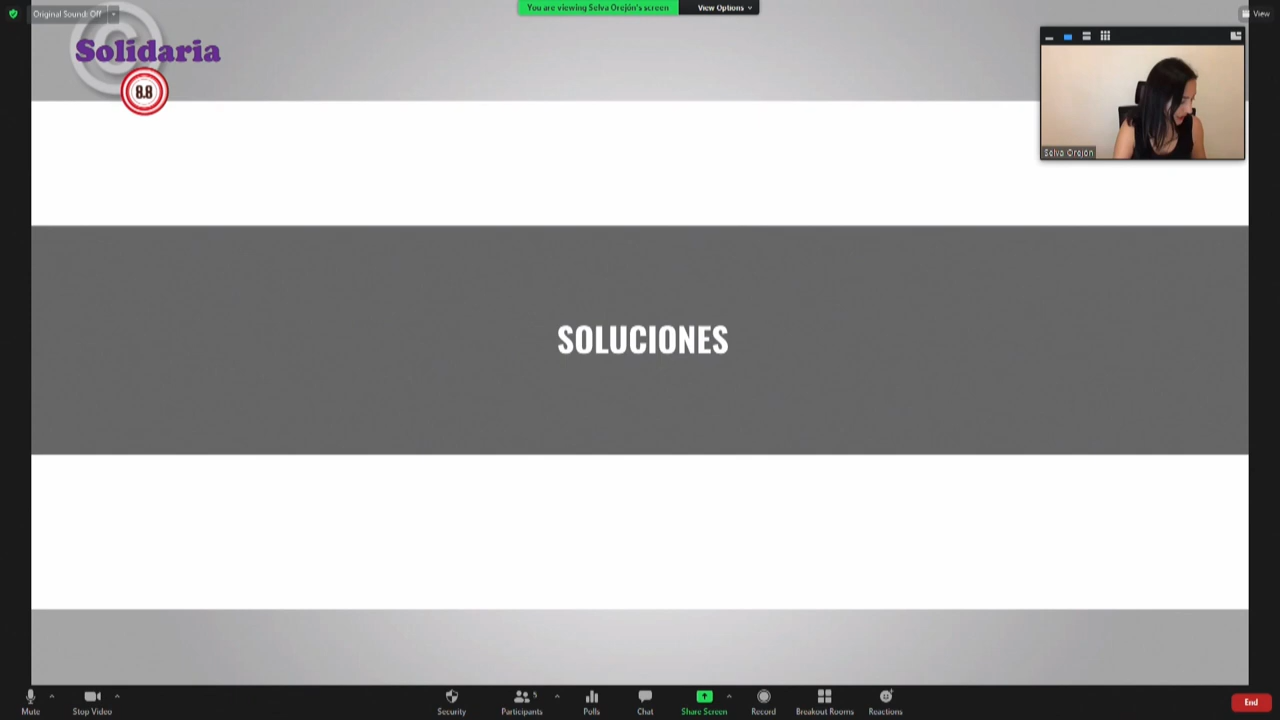 Original Sound: Off
You are viewing Selva Orejón's screen
View Options
View
Solidaria
8.8
Selva Orejón
SOLUCIONES
Mute
Stop Video
Security
Participants
5
Polls
Chat
Share Screen
Record
Breakout Rooms
Reactions
End